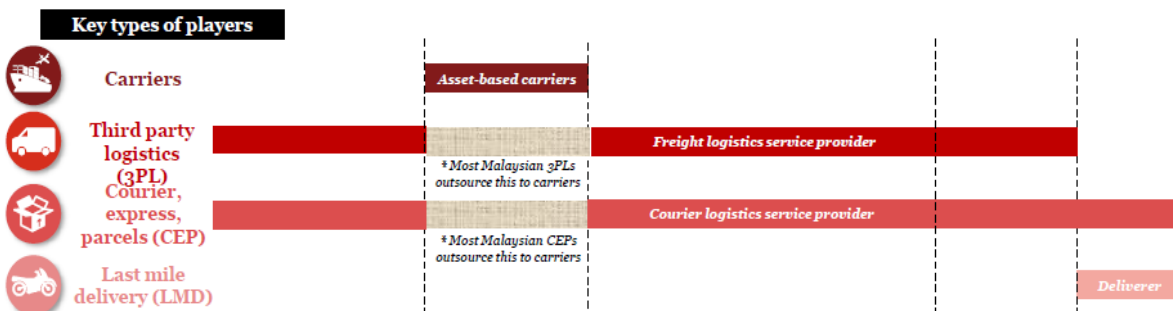 Key types of players
Carriers
Asset-based carriers
Third party
logistics
(3PL)
Freight logistics service provider
* Most Malaysian 3PLs
outsource this to carriers
Courier,
express,
parcels (CEP)
Courier logistics service provider
* Most Malaysian CEPs
outsource this to carriers
Last mile
delivery (LMD)
Deliverer